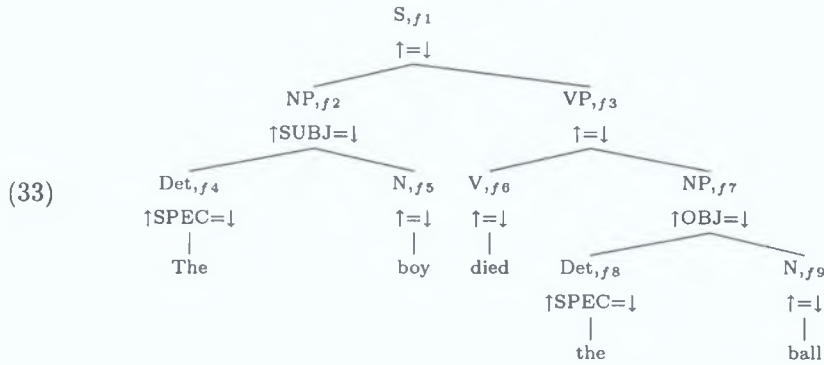 S,f1
↑=↓
NP,f2 VP,f3
↑SUBJ=↓ ↑=↓
(33) Det,f4 N,f5 V,f6 NP,f7
↑SPEC=↓ ↑=↓ ↑=↓ ↑OBJ=↓
The boy died Det,f8 N,f9
↑SPEC=↓ ↑=↓
the ball